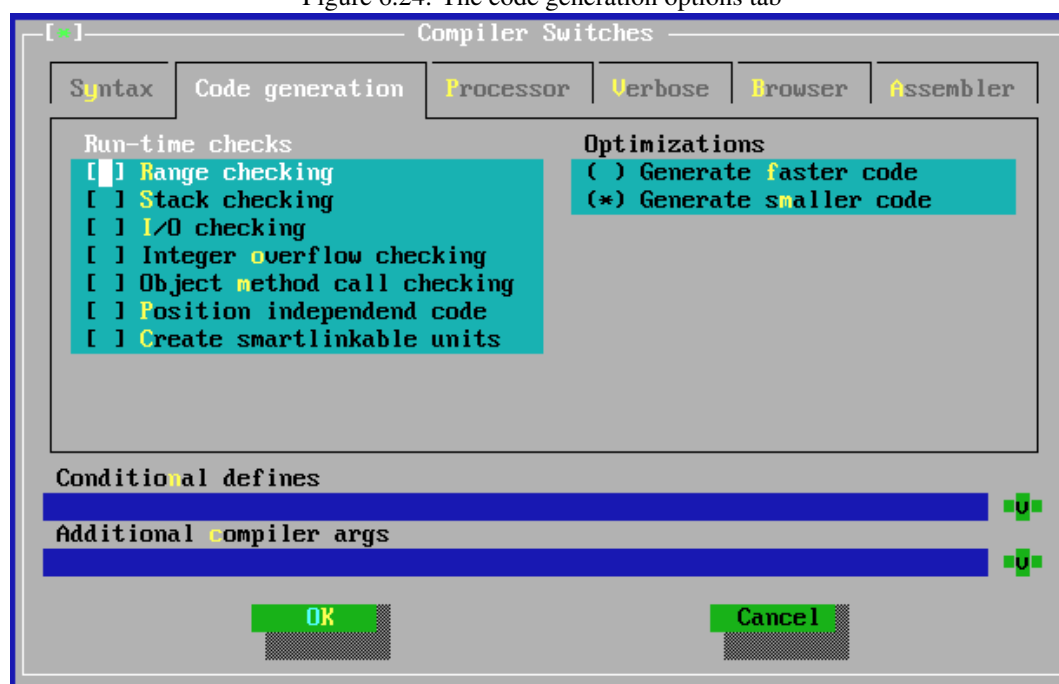 Figure 6.24: The code generation options tab
[*] Compiler Switches
Syntax Code generation Processor Verbose Browser Assembler
Run-time checks
[ ] Range checking
[ ] Stack checking
[ ] I/O checking
[ ] Integer overflow checking
[ ] Object method call checking
[ ] Position independend code
[ ] Create smartlinkable units
Optimizations
( ) Generate faster code
(*) Generate smaller code
Conditional defines
Additional compiler args
OK Cancel